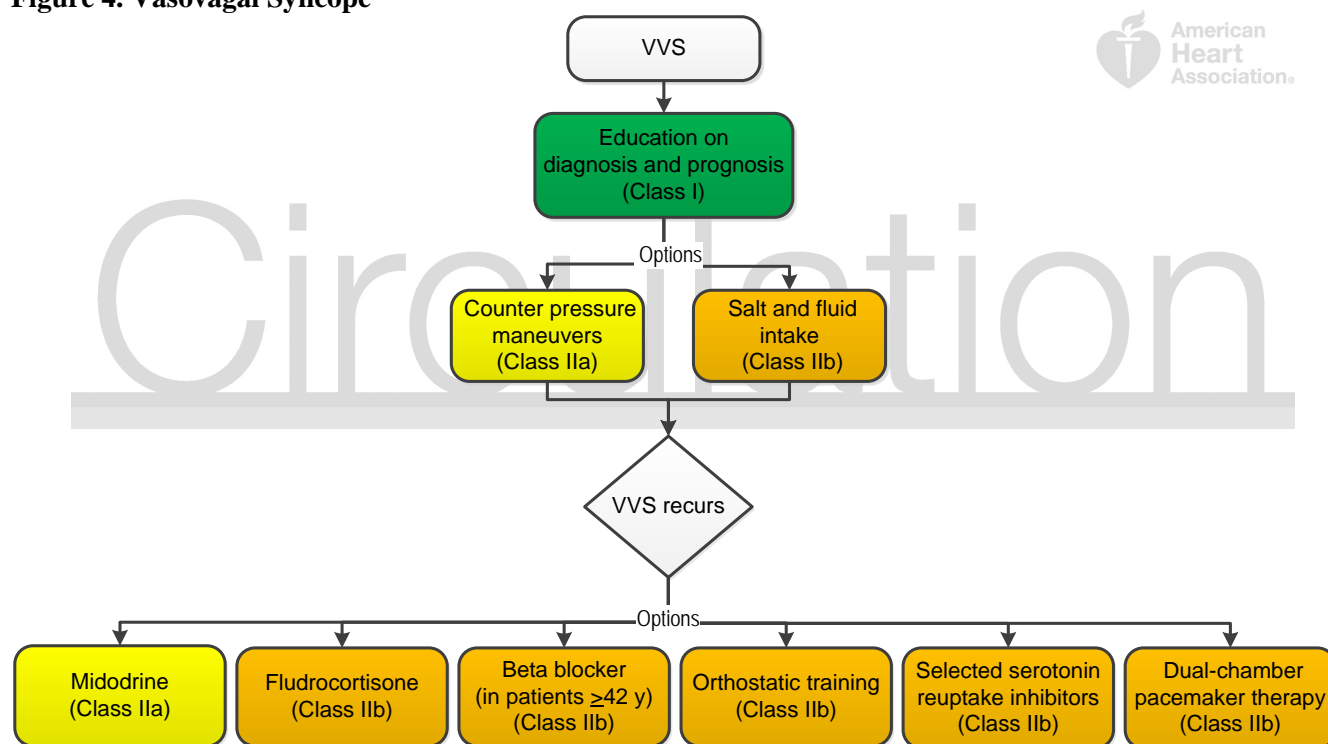 Figure 4. Vasovagal Syncope
American
Heart
Association®
VVS
Education on
diagnosis and prognosis
(Class I)
Circulation
Options
Counter pressure
maneuvers
(Class IIa)
Salt and fluid
intake
(Class IIb)
VVS recurs
Options
Midodrine
(Class IIa)
Fludrocortisone
(Class IIb)
Beta blocker
(in patients ≥42 y)
(Class IIb)
Orthostatic training
(Class IIb)
Selected serotonin
reuptake inhibitors
(Class IIb)
Dual-chamber
pacemaker therapy
(Class IIb)